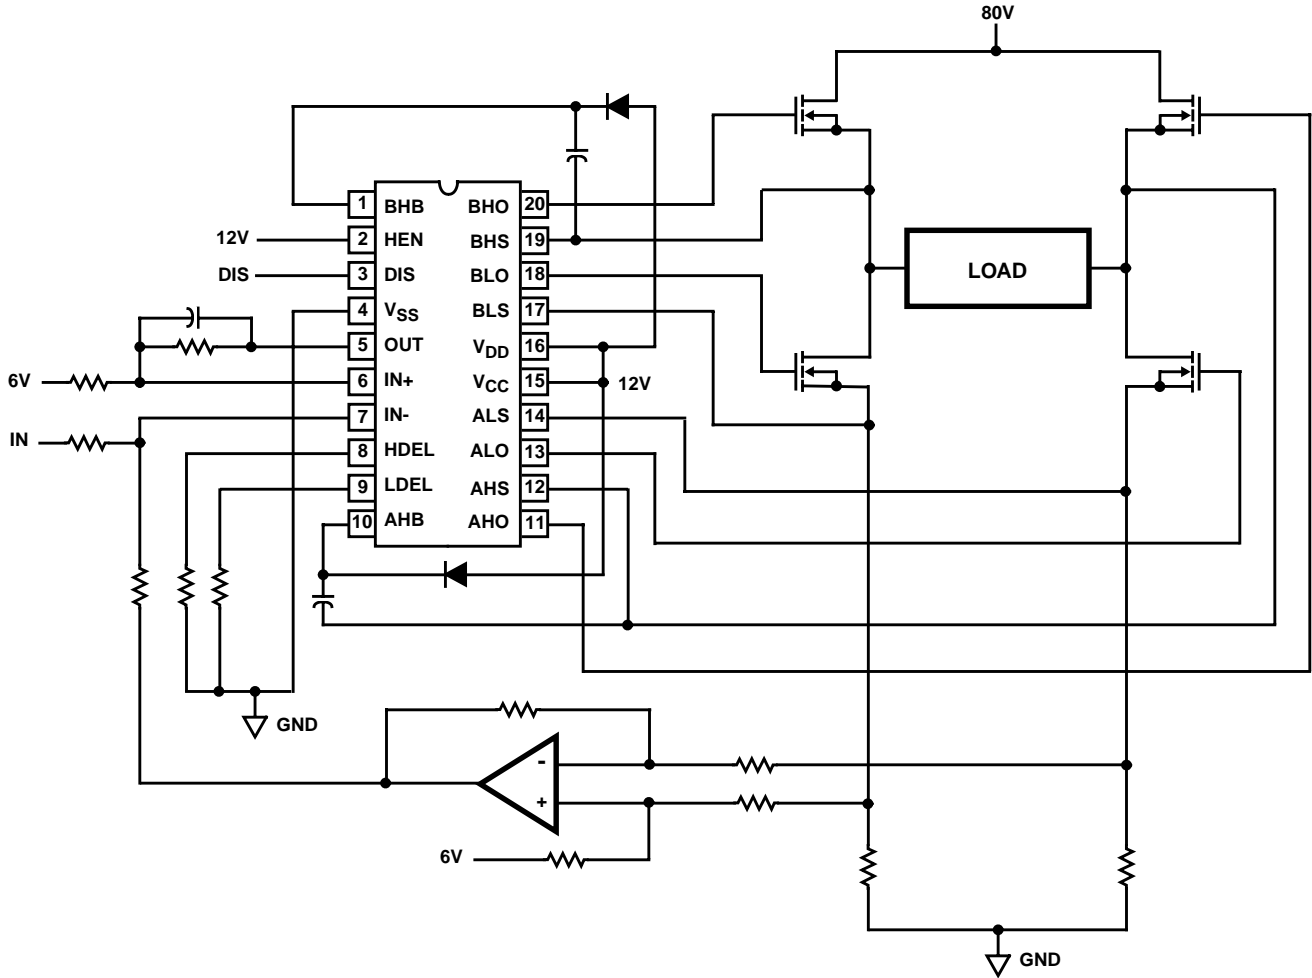 80V
1 BHB BHO 20
12V 2 HEN BHS 19
DIS 3 DIS BLO 18
LOAD
4 VSS BLS 17
5 OUT VDD 16
6V 6 IN+ VCC 15 12V
7 IN- ALS 14
IN
8 HDEL ALO 13
9 LDEL AHS 12
10 AHB AHO 11
GND
-
+
6V
GND